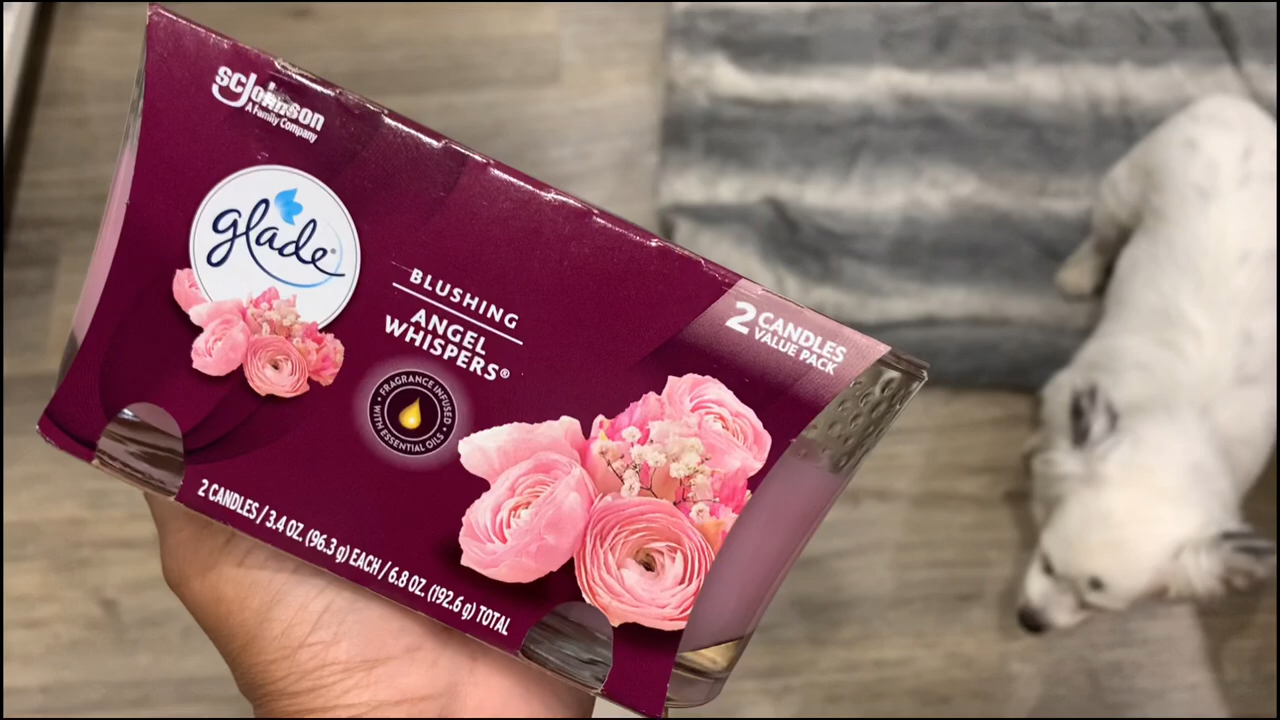 SC Johnson
A Family Company
glade®
BLUSHING
ANGEL
WHISPERS®
2 CANDLES
VALUE PACK
• FRAGRANCE INFUSED •
WITH ESSENTIAL OILS
2 CANDLES / 3.4 OZ. (96.3 g) EACH / 6.8 OZ. (192.6 g) TOTAL